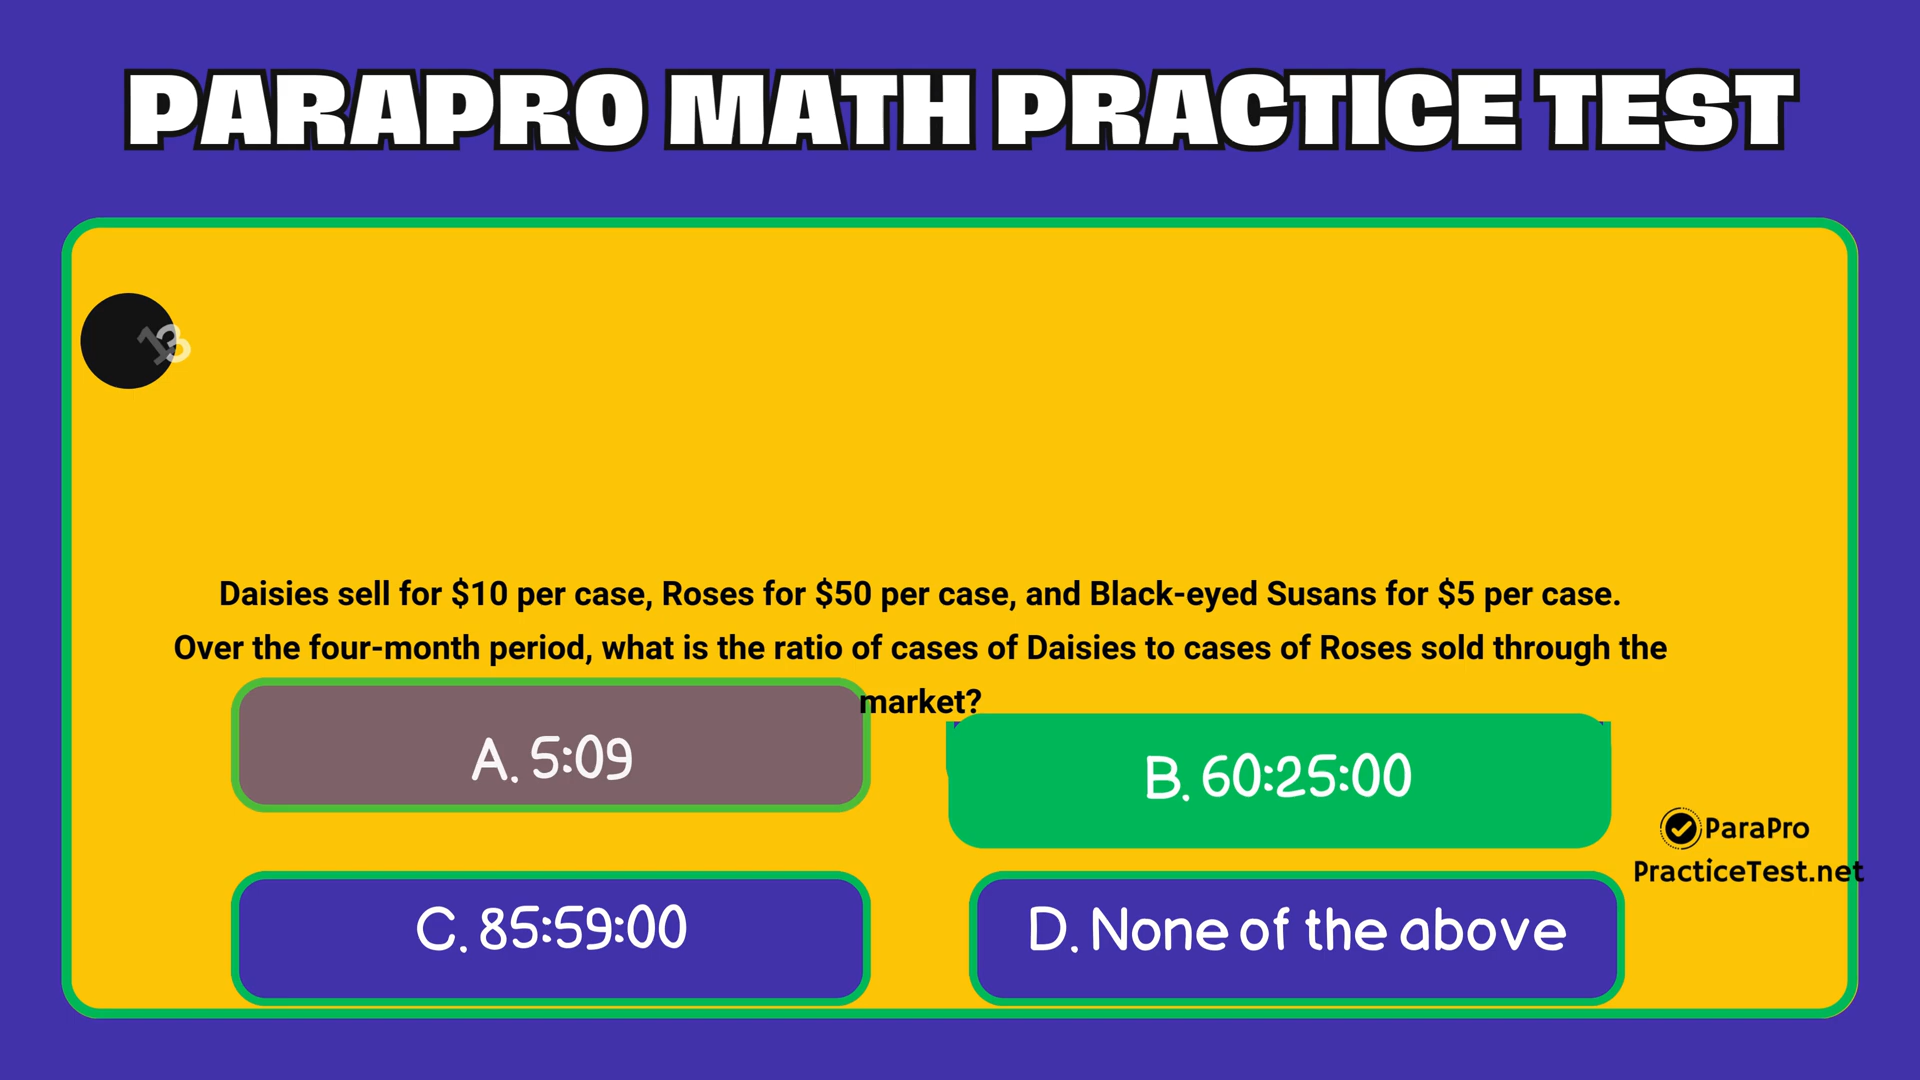 PARAPRO MATH PRACTICE TEST
13
Daisies sell for $10 per case, Roses for $50 per case, and Black-eyed Susans for $5 per case.
Over the four-month period, what is the ratio of cases of Daisies to cases of Roses sold through the
market?
A. 5:09
B. 60:25:00
C. 85:59:00
D. None of the above
ParaPro
PracticeTest.net